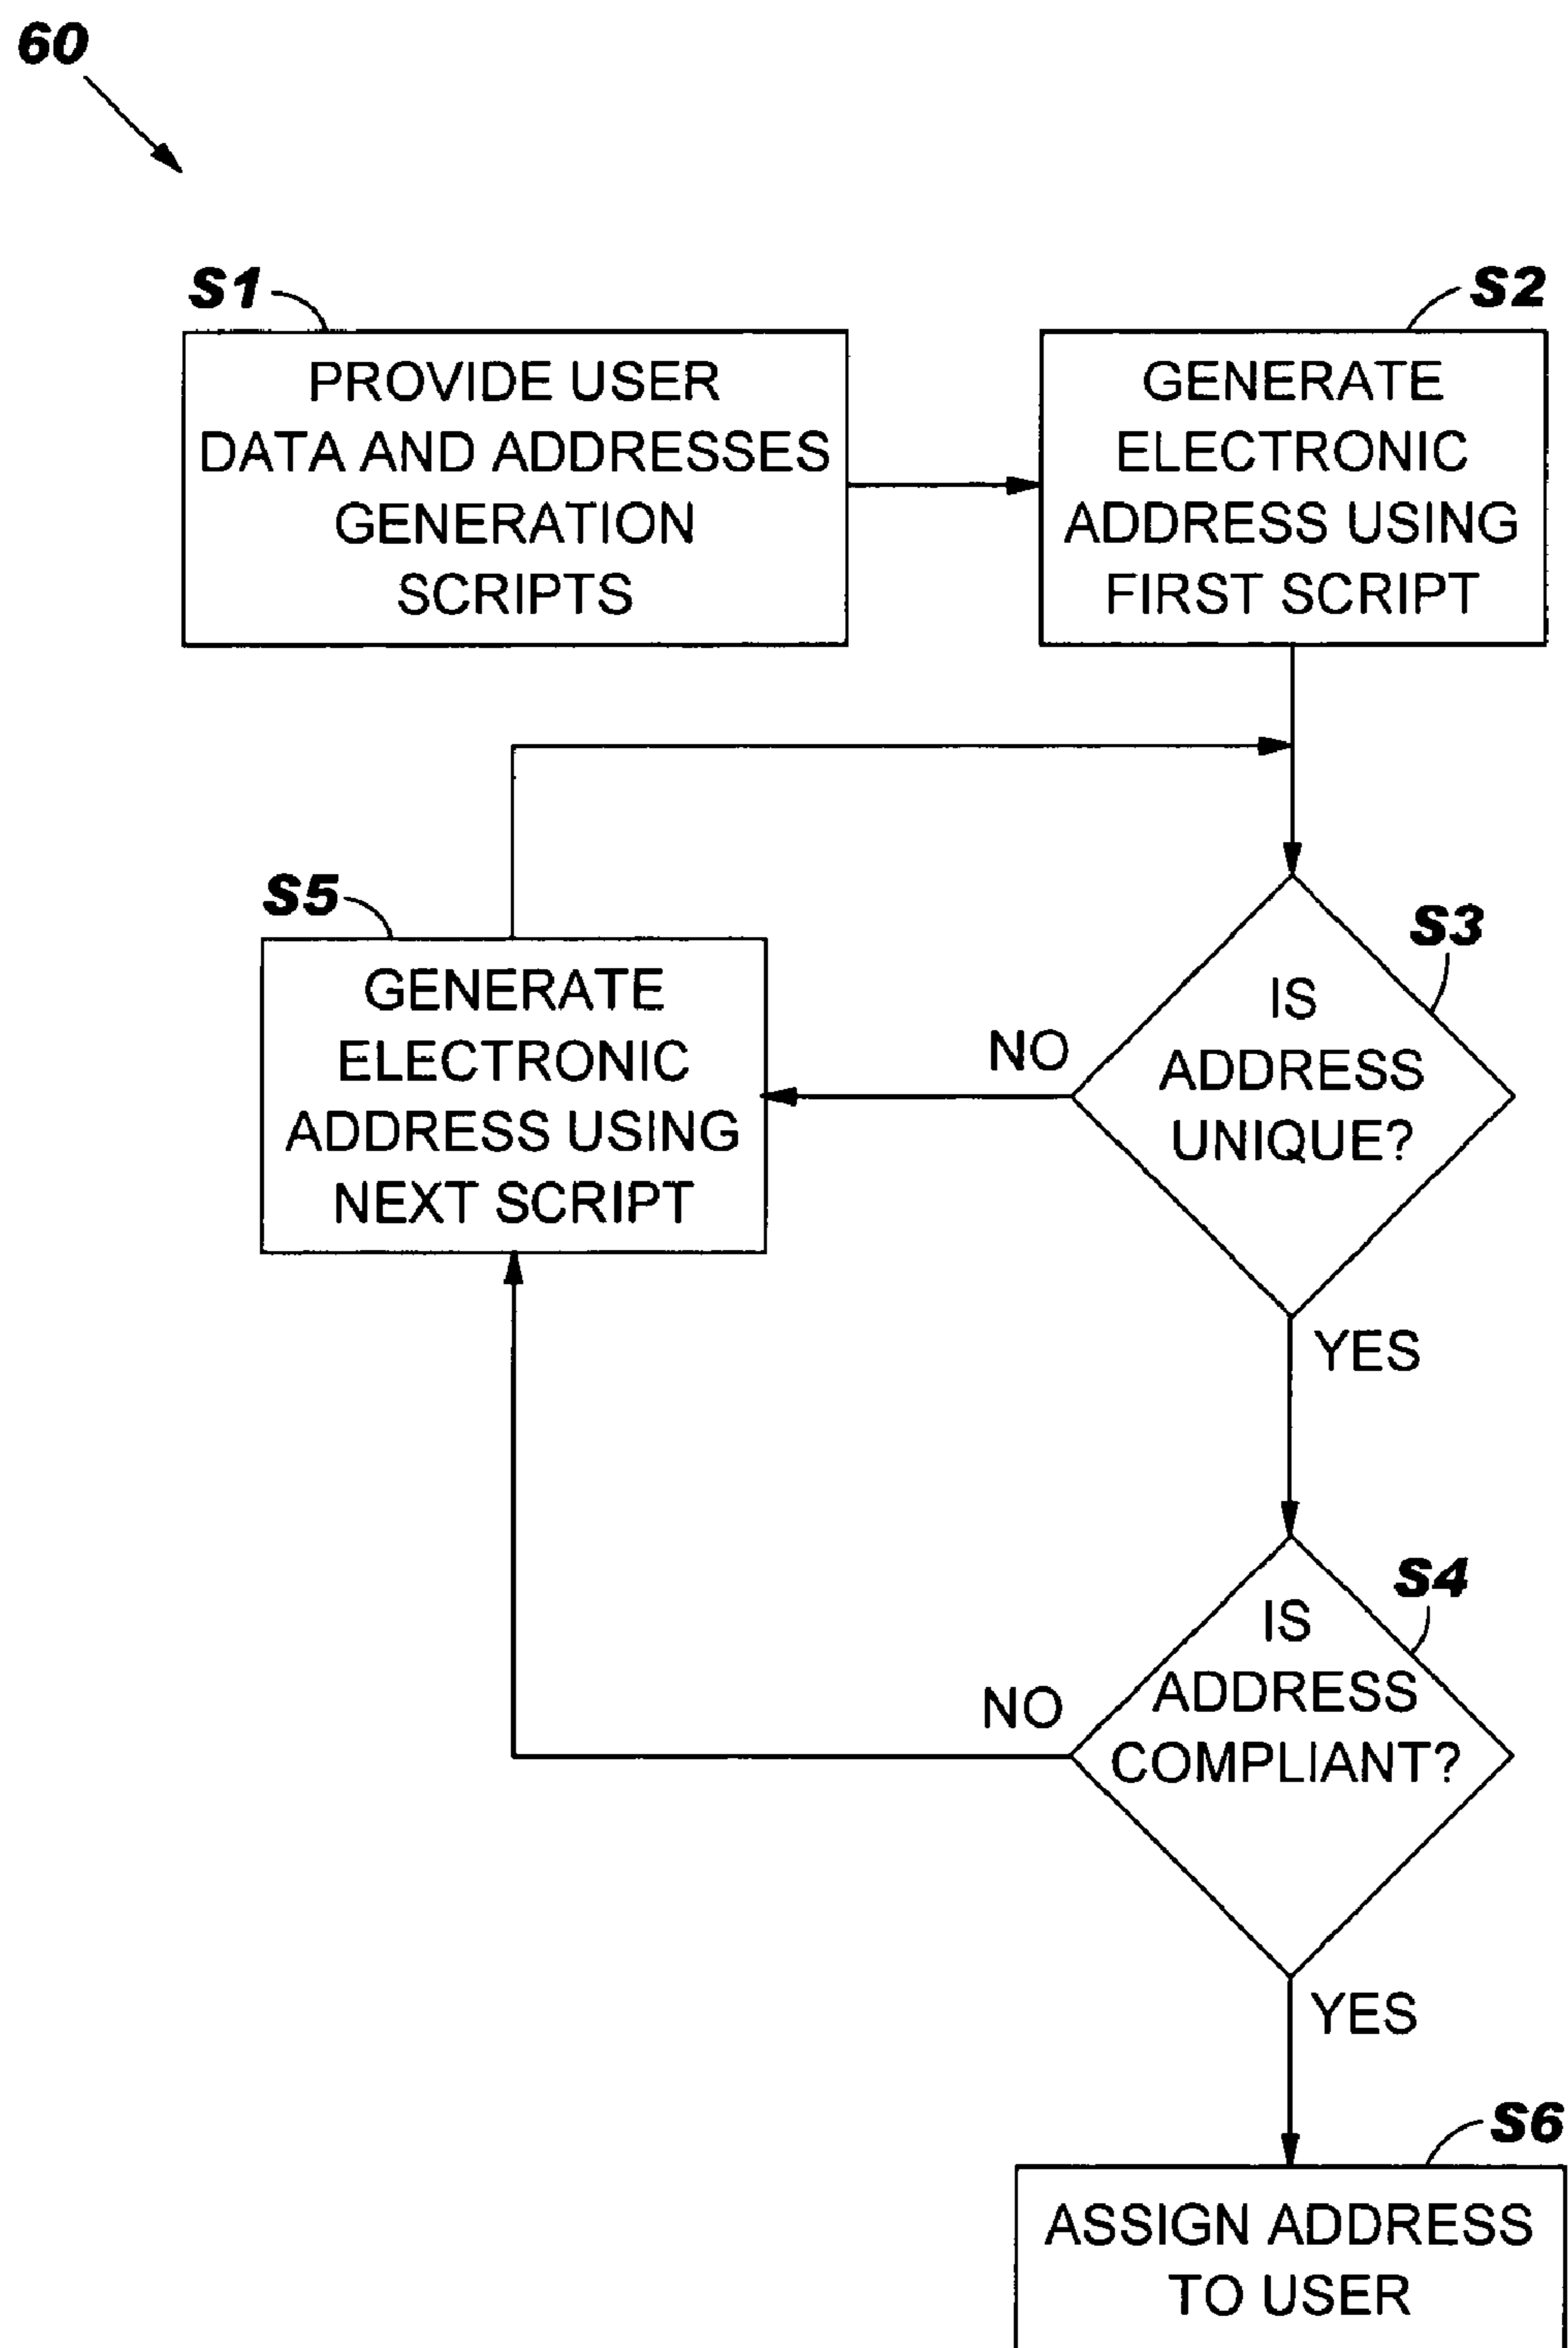 60
S1
PROVIDE USER
DATA AND ADDRESSES
GENERATION
SCRIPTS
S2
GENERATE
ELECTRONIC
ADDRESS USING
FIRST SCRIPT
S5
GENERATE
ELECTRONIC
ADDRESS USING
NEXT SCRIPT
S3
IS
ADDRESS
UNIQUE?
NO
YES
S4
IS
ADDRESS
COMPLIANT?
NO
YES
S6
ASSIGN ADDRESS
TO USER